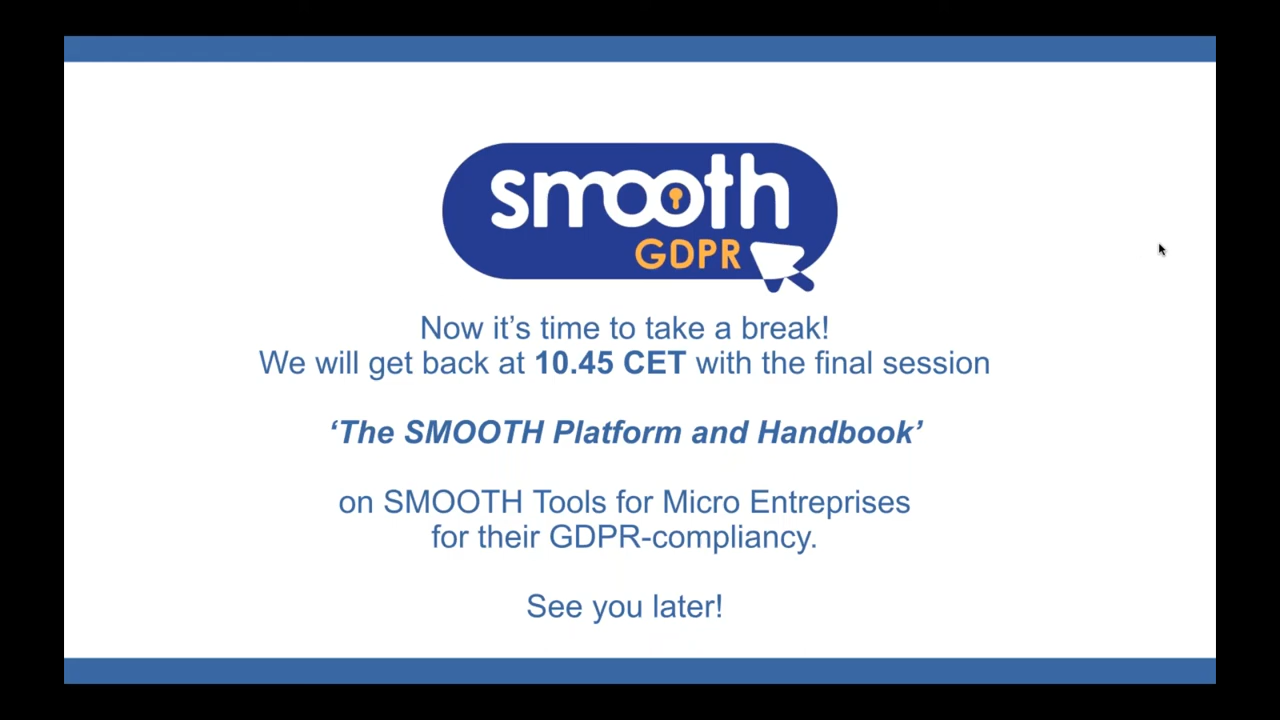 smooth
GDPR
Now it’s time to take a break!
We will get back at 10.45 CET with the final session
‘The SMOOTH Platform and Handbook’
on SMOOTH Tools for Micro Entreprises
for their GDPR-compliancy.
See you later!